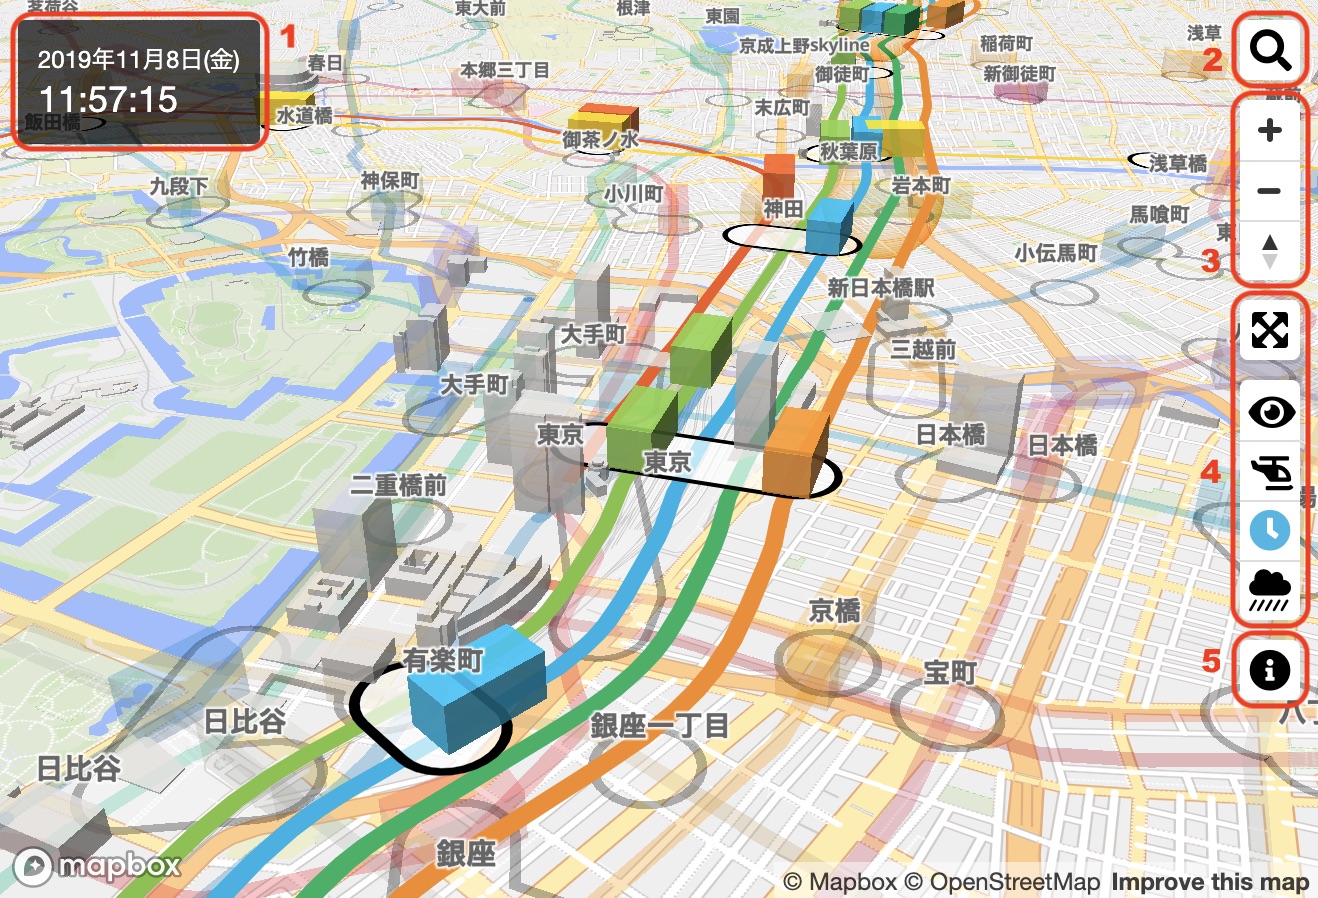 茗荷谷
東大前
根津
東園
1
2019年11月8日(金)
11:57:15
飯田橋
春日
水道橋
本郷三丁目
御茶ノ水
京成上野skyline
御徒町
末広町
秋葉原
稲荷町
新御徒町
浅草
2
蔵前
浅草橋
九段下
神保町
小川町
神田
岩本町
馬喰町
小伝馬町
竹橋
新日本橋駅
3
大手町
三越前
大手町
東京
東京
日本橋
日本橋
二重橋前
4
京橋
有楽町
宝町
5
日比谷
銀座一丁目
日比谷
銀座
mapbox
© Mapbox © OpenStreetMap Improve this map